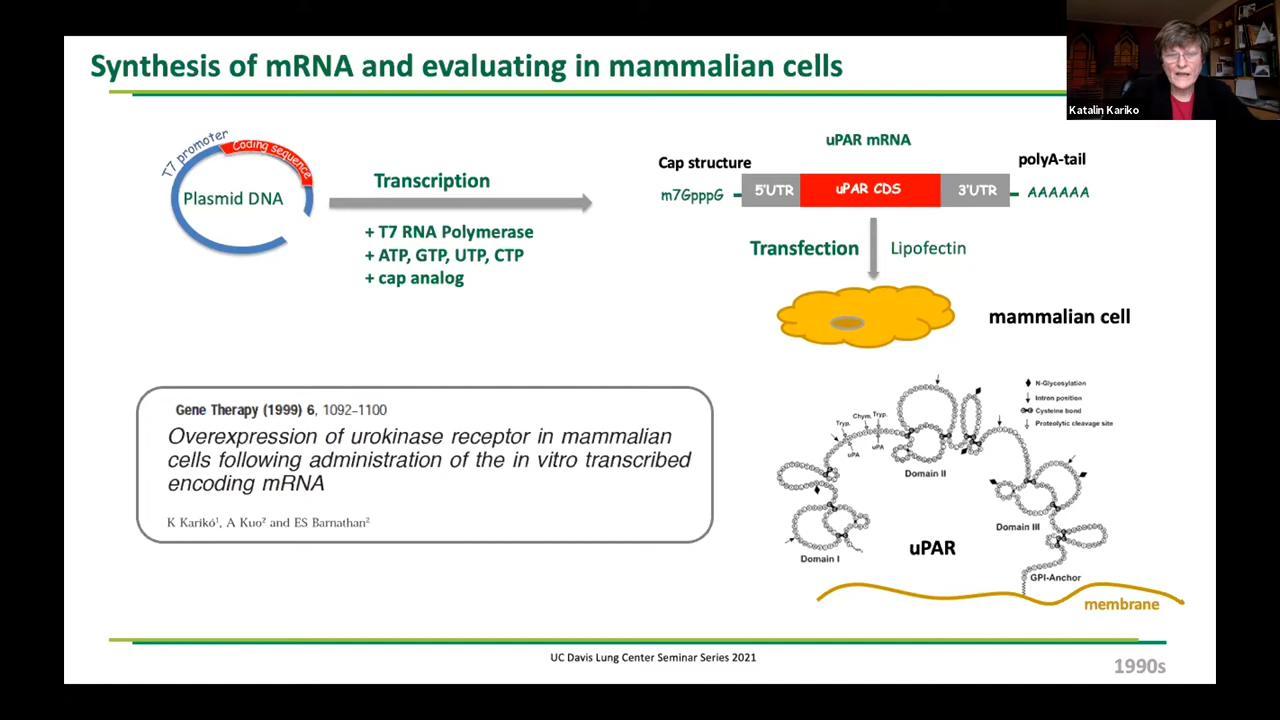 Synthesis of mRNA and evaluating in mammalian cells
Katalin Kariko
T7 promoter
Coding sequence
Plasmid DNA
Transcription
+ T7 RNA Polymerase
+ ATP, GTP, UTP, CTP
+ cap analog
uPAR mRNA
Cap structure
polyA-tail
m7GpppG
5'UTR
uPAR CDS
3'UTR
AAAAAA
Transfection
Lipofectin
mammalian cell
Gene Therapy (1999) 6, 1092–1100
Overexpression of urokinase receptor in mammalian
cells following administration of the in vitro transcribed
encoding mRNA
K Karikó¹, A Kuo² and ES Barnathan²
N-Glycosylation
Intron position
Cysteine bond
Proteolytic cleavage site
Tryp.
Chym.
Tryp.
uPA
uPA
Domain II
Domain I
Domain III
uPAR
GPI-Anchor
membrane
UC Davis Lung Center Seminar Series 2021
1990s